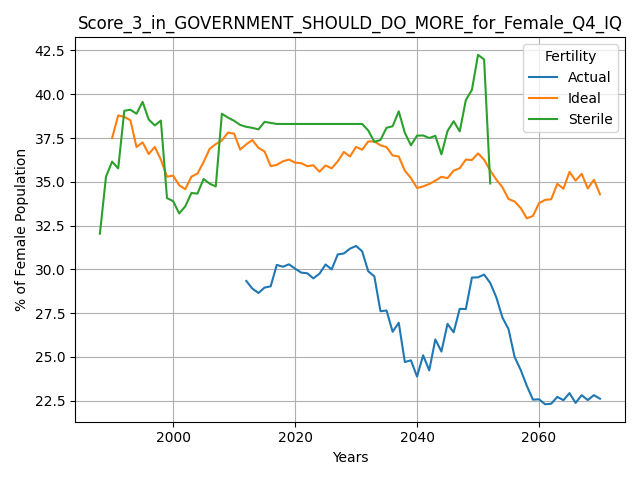 Score_3_in_GOVERNMENT_SHOULD_DO_MORE_for_Female_Q4_IQ
Fertility
Actual
Ideal
Sterile
% of Female Population
42.5
40.0
37.5
35.0
32.5
30.0
27.5
25.0
22.5
2000
2020
2040
2060
Years